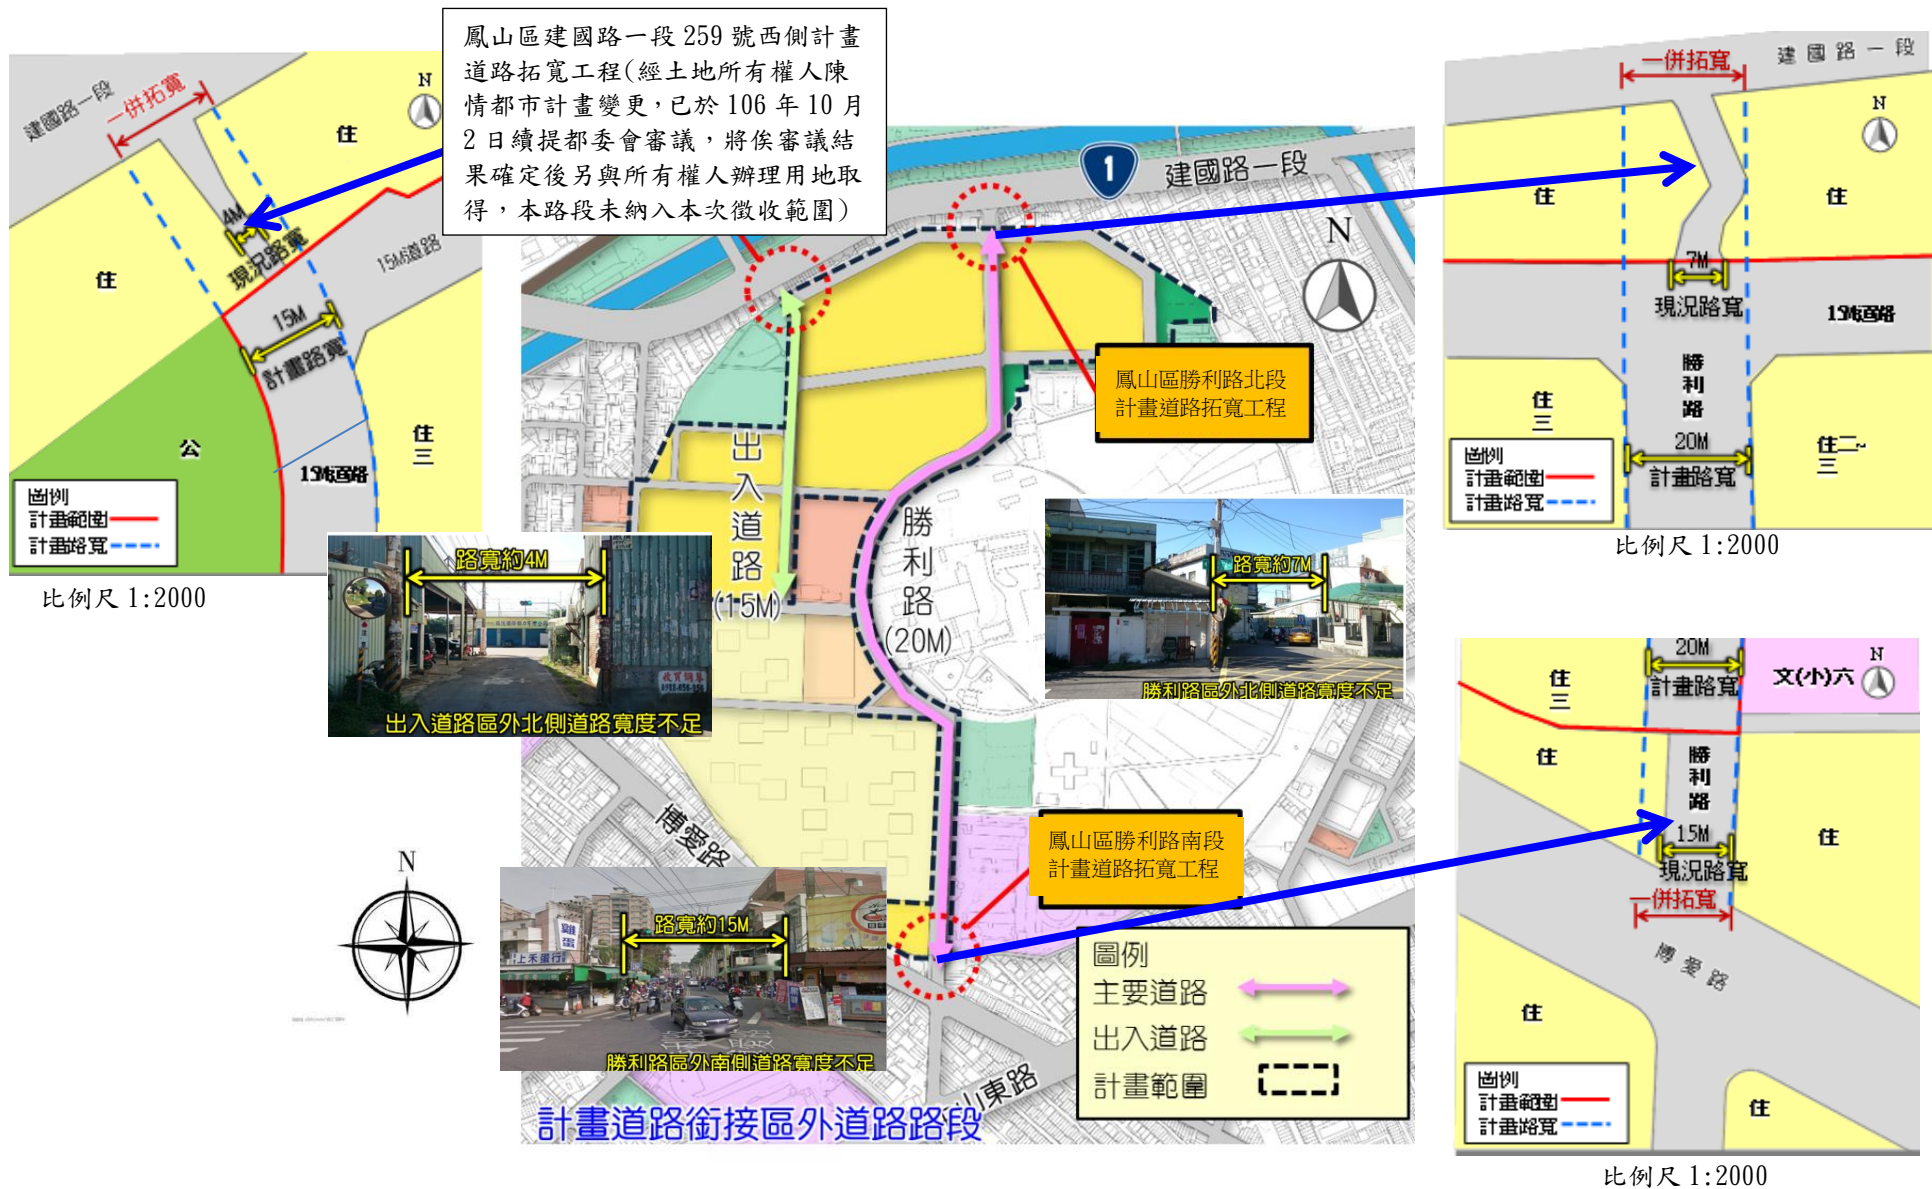 鳳山區建國路一段 259 號西側計畫
道路拓寬工程(經土地所有權人陳
情都市計畫變更,已於 106 年 10 月
2 日續提都委會審議,將俟審議結
果確定後另與所有權人辦理用地取
得,本路段未納入本次徵收範圍)
建國路一段
一併拓寬
N
住
4M
現況路寬
15M道路
住
15M
計畫路寬
公
住三
15M道路
圖例
計畫範圍
計畫路寬
比例尺 1:2000
1
建國路一段
N
鳳山區勝利路北段
計畫道路拓寬工程
出入道路(15M)
勝利路(20M)
路寬約4M
出入道路區外北側道路寬度不足
路寬約7M
勝利路區外北側道路寬度不足
博愛路
鳳山區勝利路南段
計畫道路拓寬工程
N
路寬約15M
雞蛋
上禾蛋行
勝利路區外南側道路寬度不足
圖例
主要道路
出入道路
計畫範圍
山東路
計畫道路銜接區外道路路段
一併拓寬
建國路一段
N
住
住
7M
現況路寬
15M道路
勝利路
住三
20M
計畫路寬
住二~三
圖例
計畫範圍
計畫路寬
比例尺 1:2000
20M
計畫路寬
文(小)六
N
住三
住
勝利路
15M
現況路寬
住
一併拓寬
博愛路
住
住
圖例
計畫範圍
計畫路寬
比例尺 1:2000